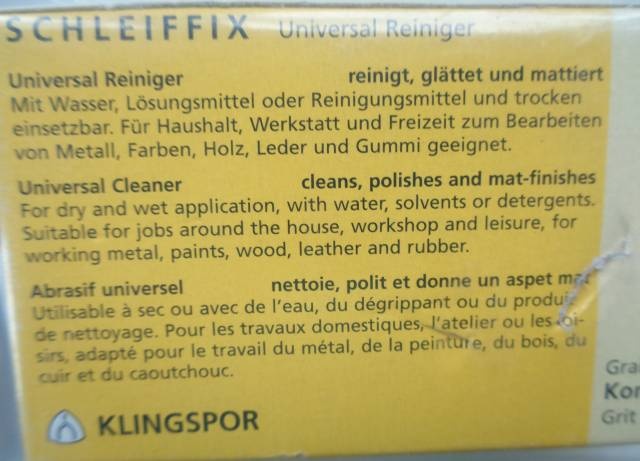 SCHLEIFFIX Universal Reiniger
Universal Reiniger reinigt, glättet und mattiert
Mit Wasser, Lösungsmittel oder Reinigungsmittel und trocken
einsetzbar. Für Haushalt, Werkstatt und Freizeit zum Bearbeiten
von Metall, Farben, Holz, Leder und Gummi geeignet.
Universal Cleaner cleans, polishes and mat-finishes
For dry and wet application, with water, solvents or detergents.
Suitable for jobs around the house, workshop and leisure, for
working metal, paints, wood, leather and rubber.
Abrasif universel nettoie, polit et donne un aspet mat
Utilisable à sec ou avec de l'eau, du dégrippant ou du produit
de nettoyage. Pour les travaux domestiques, l'atelier ou les loi-
sirs, adapté pour le travail du métal, de la peinture, du bois, du
cuir et du caoutchouc.
KLINGSPOR
Gra
Kor
Grit